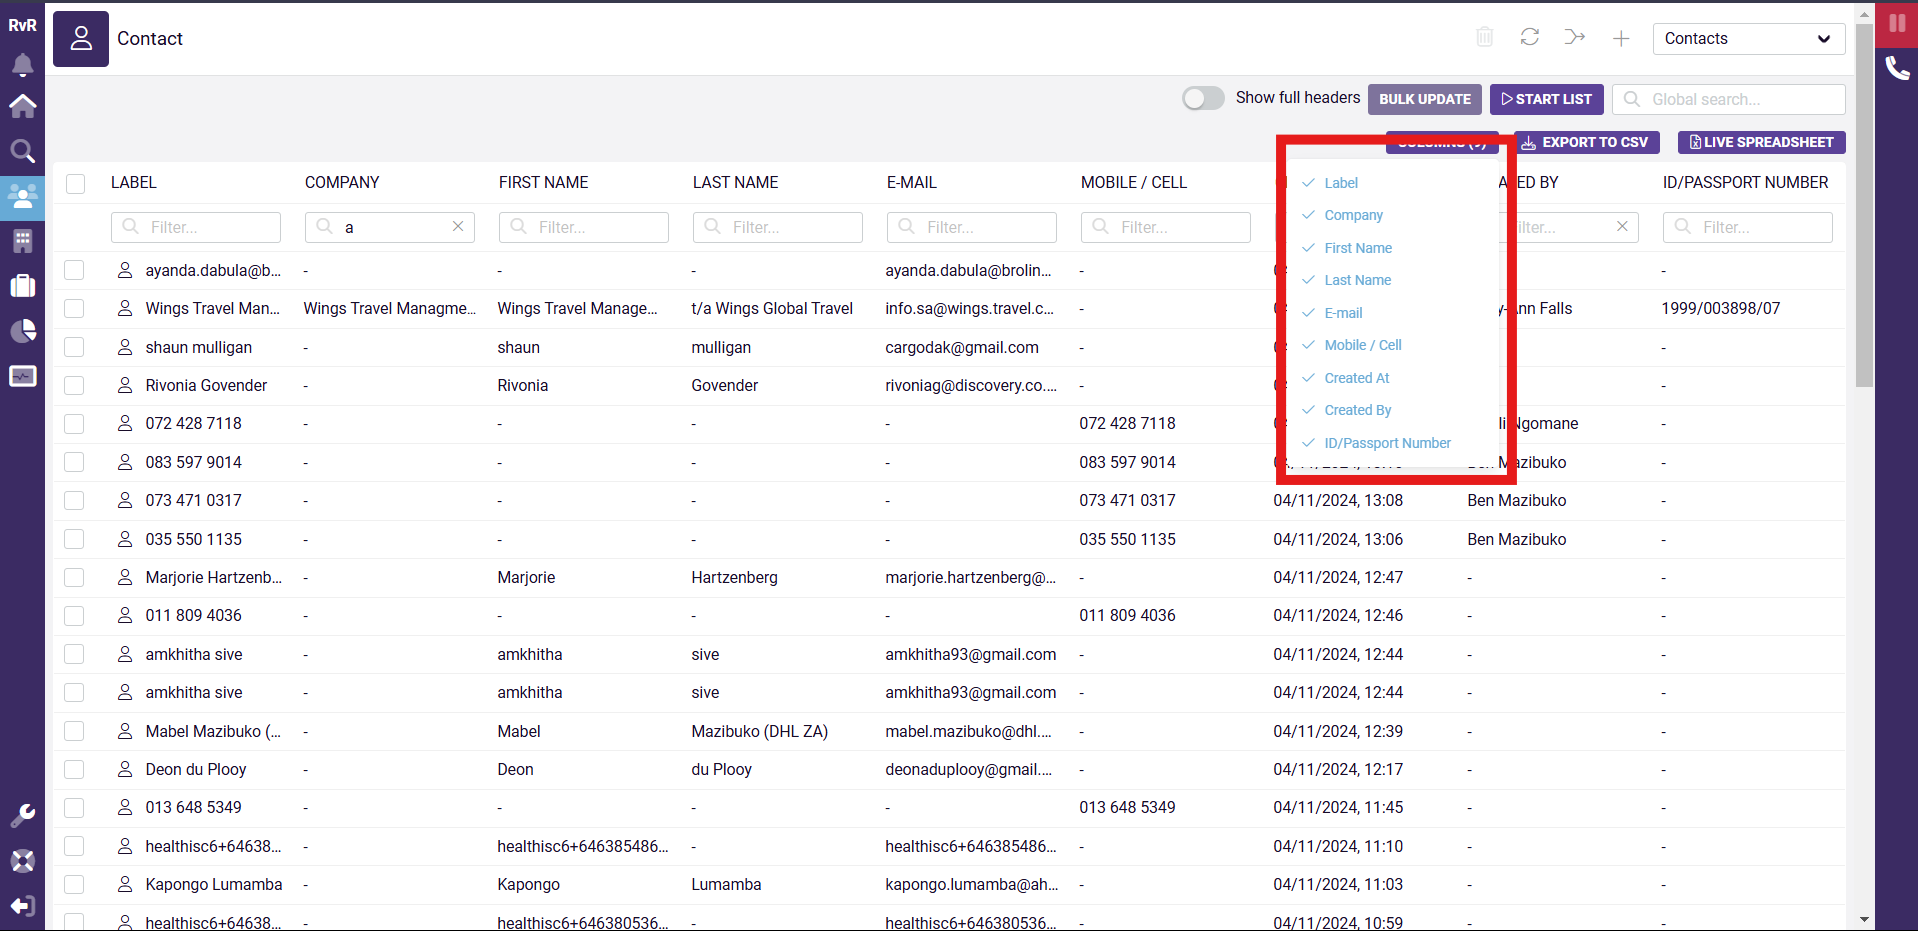 RvR
Contact
Contacts
Show full headers
BULK UPDATE
START LIST
Global search...
COLUMNS (9)
EXPORT TO CSV
LIVE SPREADSHEET
LABEL COMPANY FIRST NAME LAST NAME E-MAIL MOBILE / CELL ED BY ID/PASSPORT NUMBER
Filter... a Filter... Filter... Filter... Filter... Filter... Filter...
Label
Company
First Name
Last Name
E-mail
Mobile / Cell
Created At
Created By
ID/Passport Number
ayanda.dabula@b... - - - ayanda.dabula@brolin... - -
Wings Travel Man... Wings Travel Managme... Wings Travel Manage... t/a Wings Global Travel info.sa@wings.travel.c... - y-Ann Falls 1999/003898/07
shaun mulligan - shaun mulligan cargodak@gmail.com - -
Rivonia Govender - Rivonia Govender rivoniag@discovery.co.... - -
072 428 7118 - - - - 072 428 7118 li Ngomane -
083 597 9014 - - - - 083 597 9014 Ben Mazibuko -
073 471 0317 - - - - 073 471 0317 04/11/2024, 13:08 Ben Mazibuko -
035 550 1135 - - - - 035 550 1135 04/11/2024, 13:06 Ben Mazibuko -
Marjorie Hartzenb... - Marjorie Hartzenberg marjorie.hartzenberg@... - 04/11/2024, 12:47 - -
011 809 4036 - - - - 011 809 4036 04/11/2024, 12:46 - -
amkhitha sive - amkhitha sive amkhitha93@gmail.com - 04/11/2024, 12:44 - -
amkhitha sive - amkhitha sive amkhitha93@gmail.com - 04/11/2024, 12:44 - -
Mabel Mazibuko (... - Mabel Mazibuko (DHL ZA) mabel.mazibuko@dhl.... - 04/11/2024, 12:39 - -
Deon du Plooy - Deon du Plooy deonaduplooy@gmail.... - 04/11/2024, 12:17 - -
013 648 5349 - - - - 013 648 5349 04/11/2024, 11:45 - -
healthisc6+64638... - healthisc6+646385486... - healthisc6+646385486... - 04/11/2024, 11:10 - -
Kapongo Lumamba - Kapongo Lumamba kapongo.lumamba@ah... - 04/11/2024, 11:03 - -
healthisc6+64638... - healthisc6+646380536... - healthisc6+646380536... - 04/11/2024, 10:59 - -